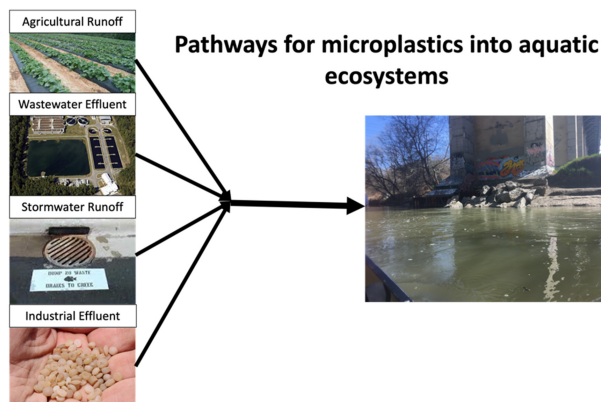 Agricultural Runoff
Pathways for microplastics into aquatic
ecosystems
Wastewater Effluent
Stormwater Runoff
DUMP NO WASTE
DRAINS TO CREEK
Industrial Effluent